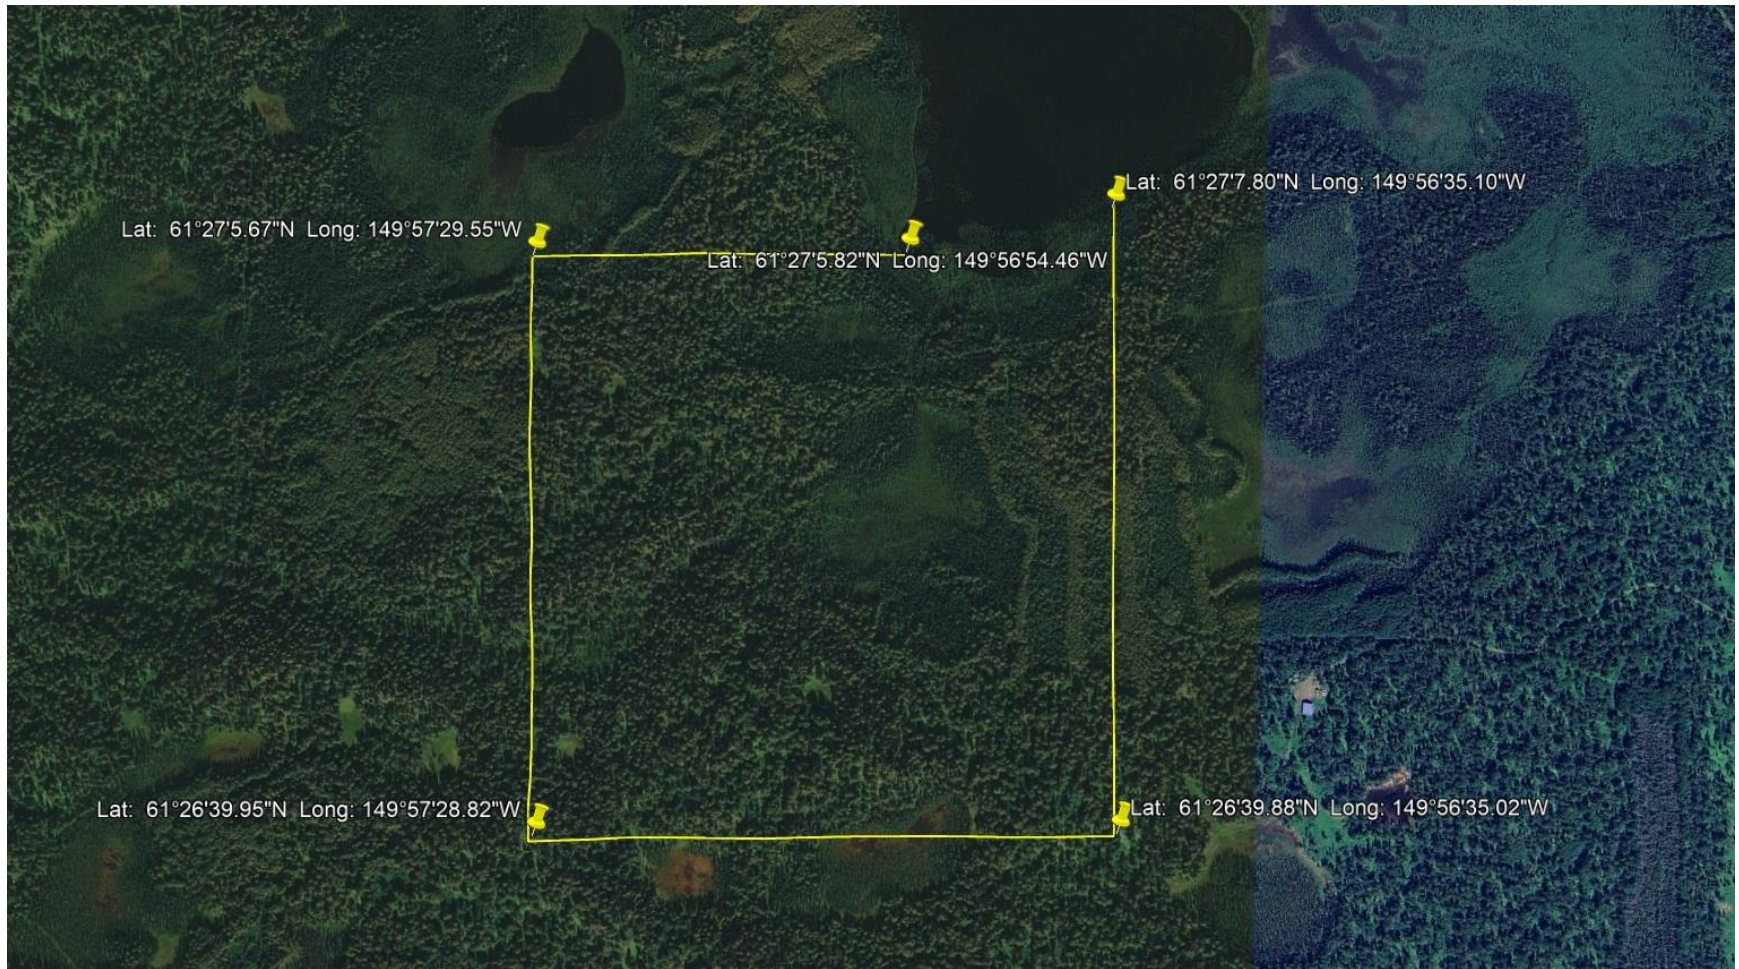 Lat:  61°27'7.80"N  Long: 149°56'35.10"W
Lat:  61°27'5.67"N  Long: 149°57'29.55"W
Lat:  61°27'5.82"N  Long: 149°56'54.46"W
Lat:  61°26'39.95"N  Long: 149°57'28.82"W
Lat:  61°26'39.88"N  Long: 149°56'35.02"W